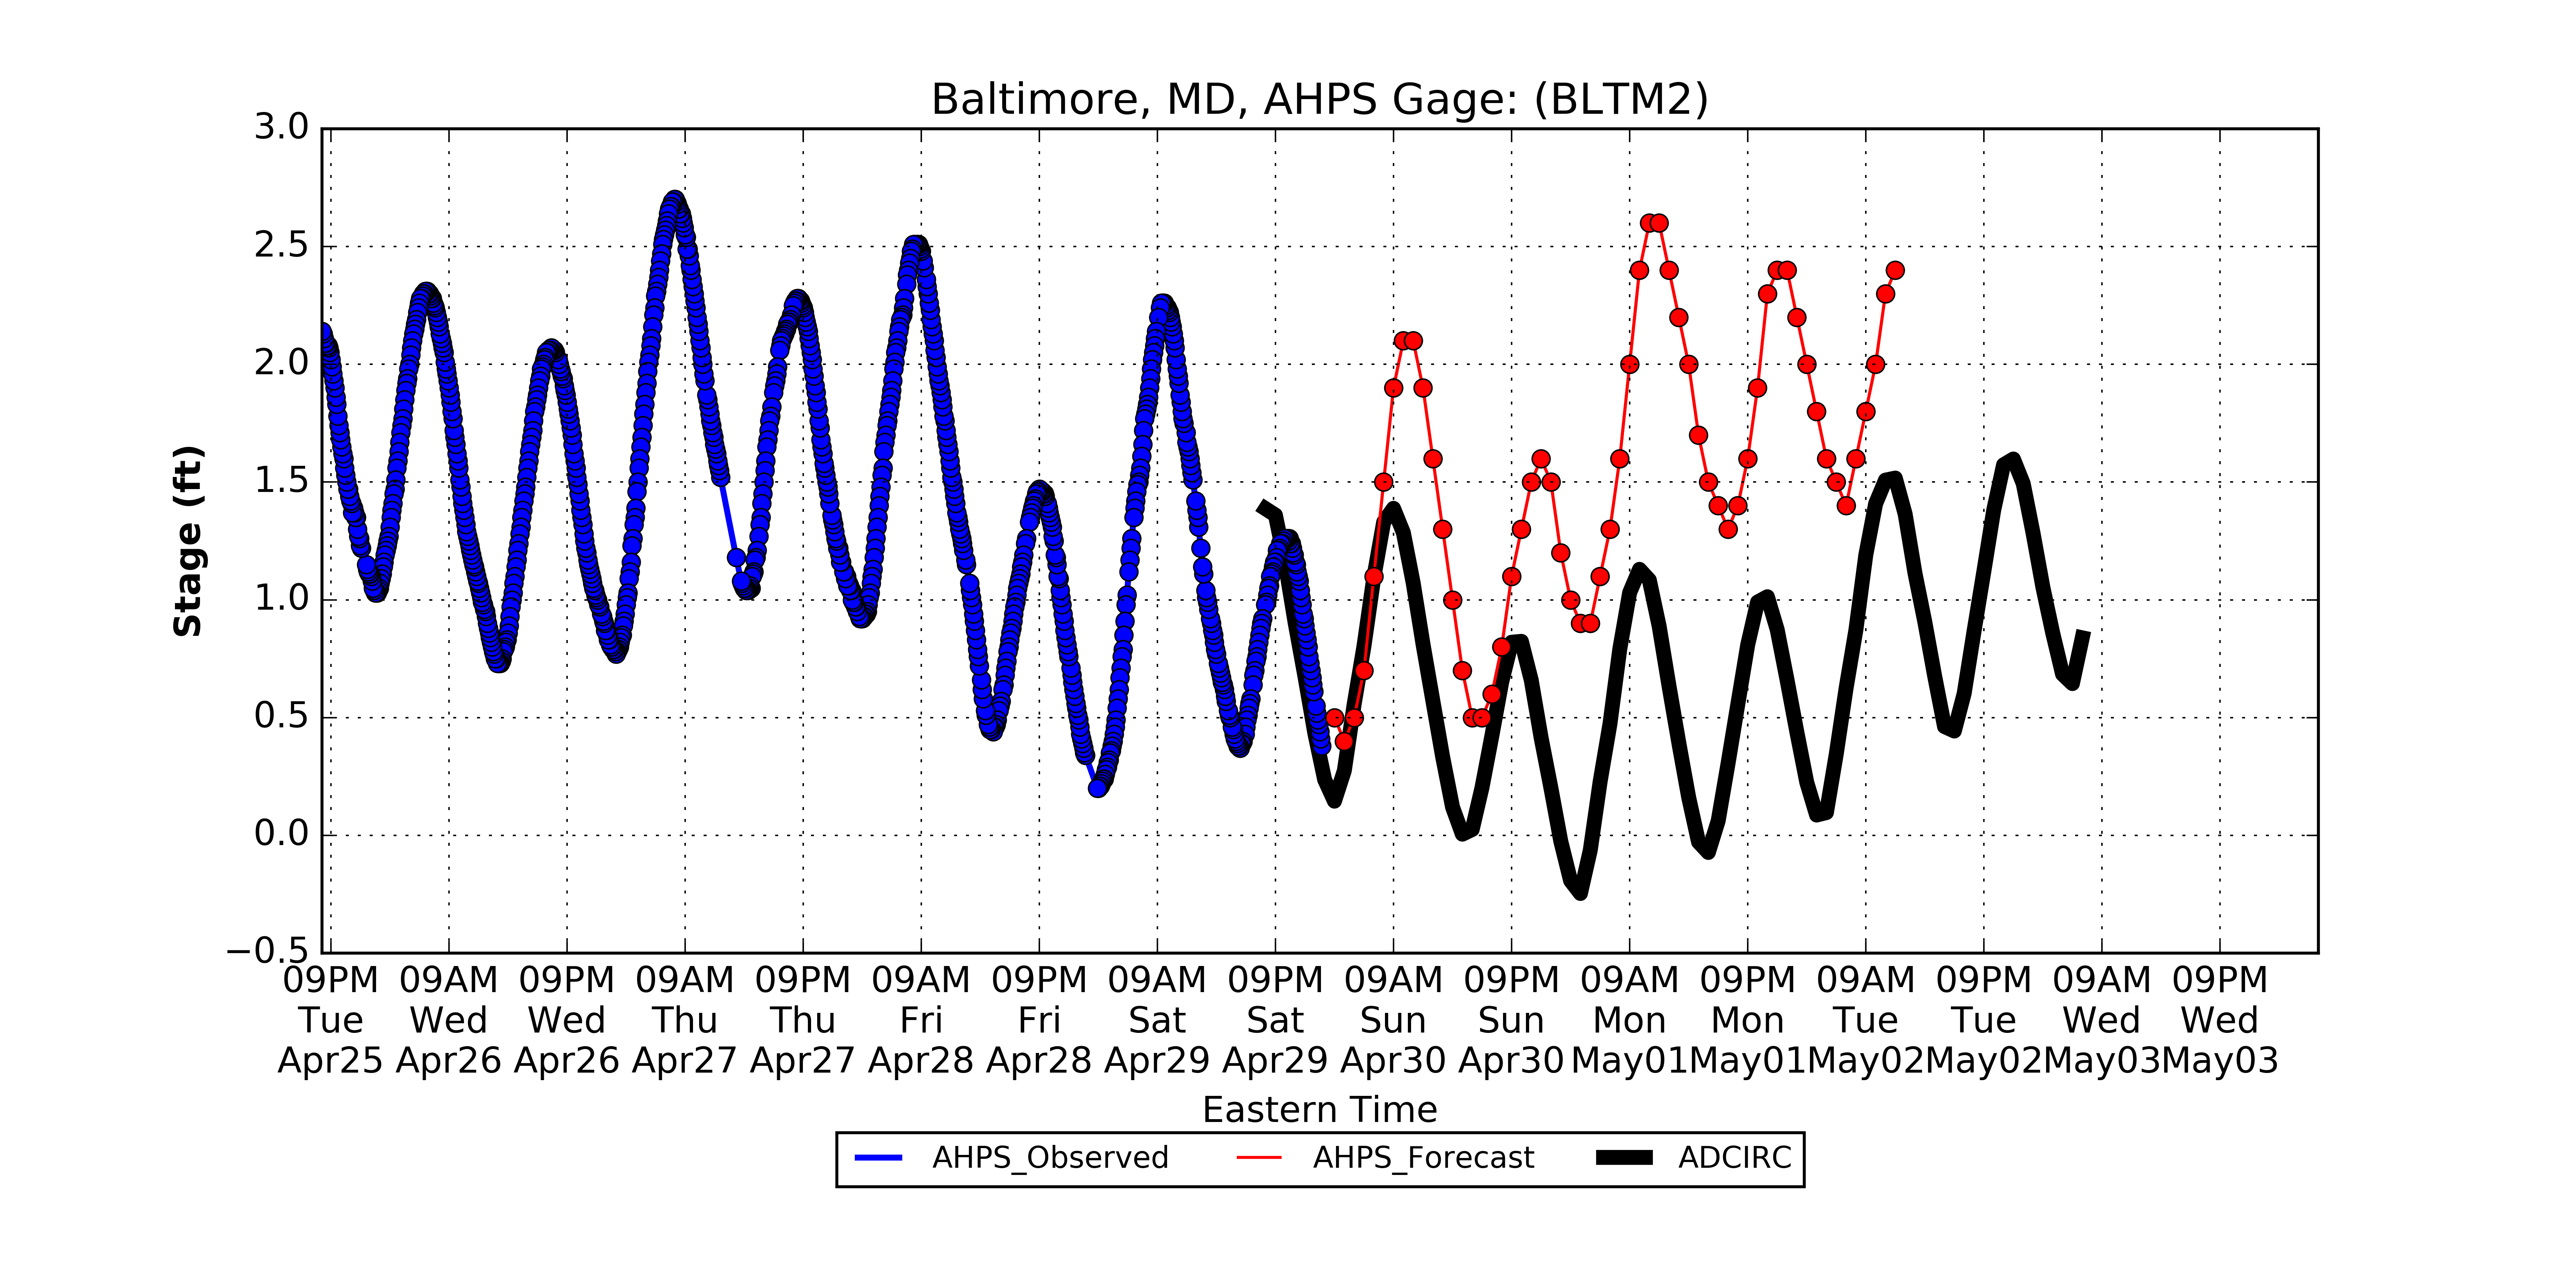 Baltimore, MD, AHPS Gage: (BLTM2)
3.0
2.5
2.0
1.5
1.0
0.5
0.0
−0.5
Stage (ft)
09PM 09AM 09PM 09AM 09PM 09AM 09PM 09AM 09PM 09AM 09PM 09AM 09PM 09AM 09PM 09AM 09PM
Tue Wed Wed Thu Thu Fri Fri Sat Sat Sun Sun Mon Mon Tue Tue Wed Wed
Apr25 Apr26 Apr26 Apr27 Apr27 Apr28 Apr28 Apr29 Apr29 Apr30 Apr30 May01 May01 May02 May02 May03 May03
Eastern Time
AHPS_Observed AHPS_Forecast ADCIRC